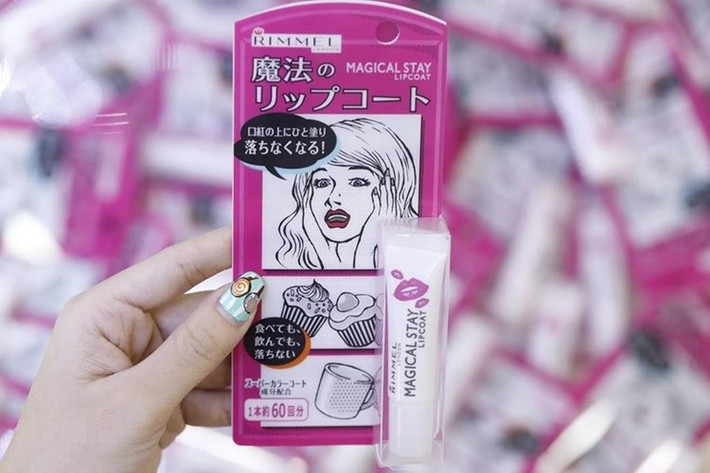 RIMMEL
LONDON
魔法の
MAGICAL STAY
LIPCOAT
リップコート
口紅の上にひと塗り
落ちなくなる!
食べても、
飲んでも、
落ちない
スーパーカラーコート
成分配合
1本約60回分
RIMMEL
LONDON
MAGICAL STAY
LIPCOAT